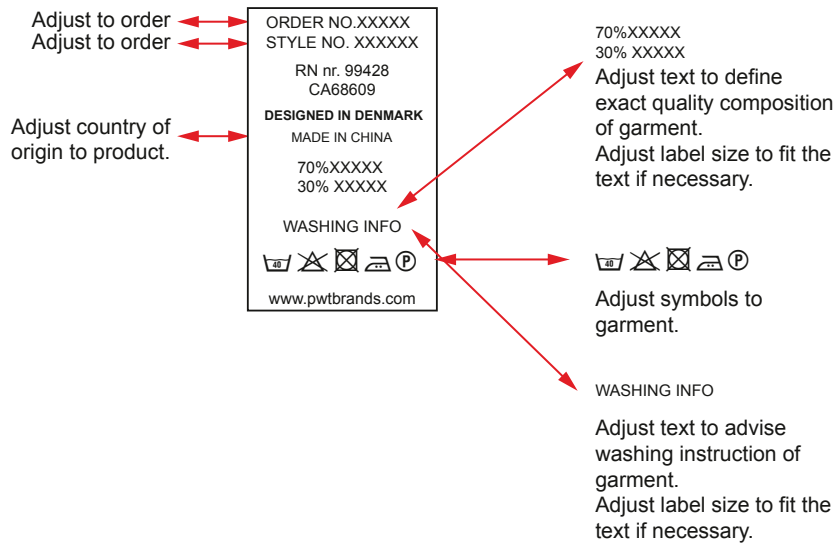 Adjust to order
Adjust to order
Adjust country of
origin to product.
ORDER NO.XXXXX
STYLE NO. XXXXXX
RN nr. 99428
CA68609
DESIGNED IN DENMARK
MADE IN CHINA
70%XXXXX
30% XXXXX
WASHING INFO
40
P
www.pwtbrands.com
70%XXXXX
30% XXXXX
Adjust text to define
exact quality composition
of garment.
Adjust label size to fit the
text if necessary.
40
P
Adjust symbols to
garment.
WASHING INFO
Adjust text to advise
washing instruction of
garment.
Adjust label size to fit the
text if necessary.